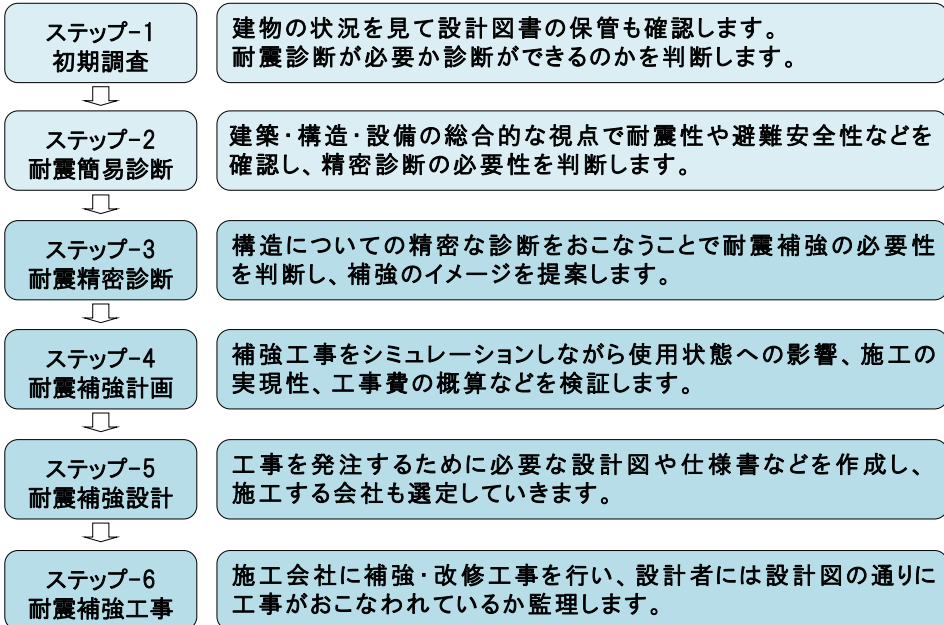 ステップ-1
初期調査
建物の状況を見て設計図書の保管も確認します。
耐震診断が必要か診断ができるのかを判断します。
ステップ-2
耐震簡易診断
建築・構造・設備の総合的な視点で耐震性や避難安全性などを
確認し、精密診断の必要性を判断します。
ステップ-3
耐震精密診断
構造についての精密な診断をおこなうことで耐震補強の必要性
を判断し、補強のイメージを提案します。
ステップ-4
耐震補強計画
補強工事をシミュレーションしながら使用状態への影響、施工の
実現性、工事費の概算などを検証します。
ステップ-5
耐震補強設計
工事を発注するために必要な設計図や仕様書などを作成し、
施工する会社も選定していきます。
ステップ-6
耐震補強工事
施工会社に補強・改修工事を行い、設計者には設計図の通りに
工事がおこなわれているか監理します。